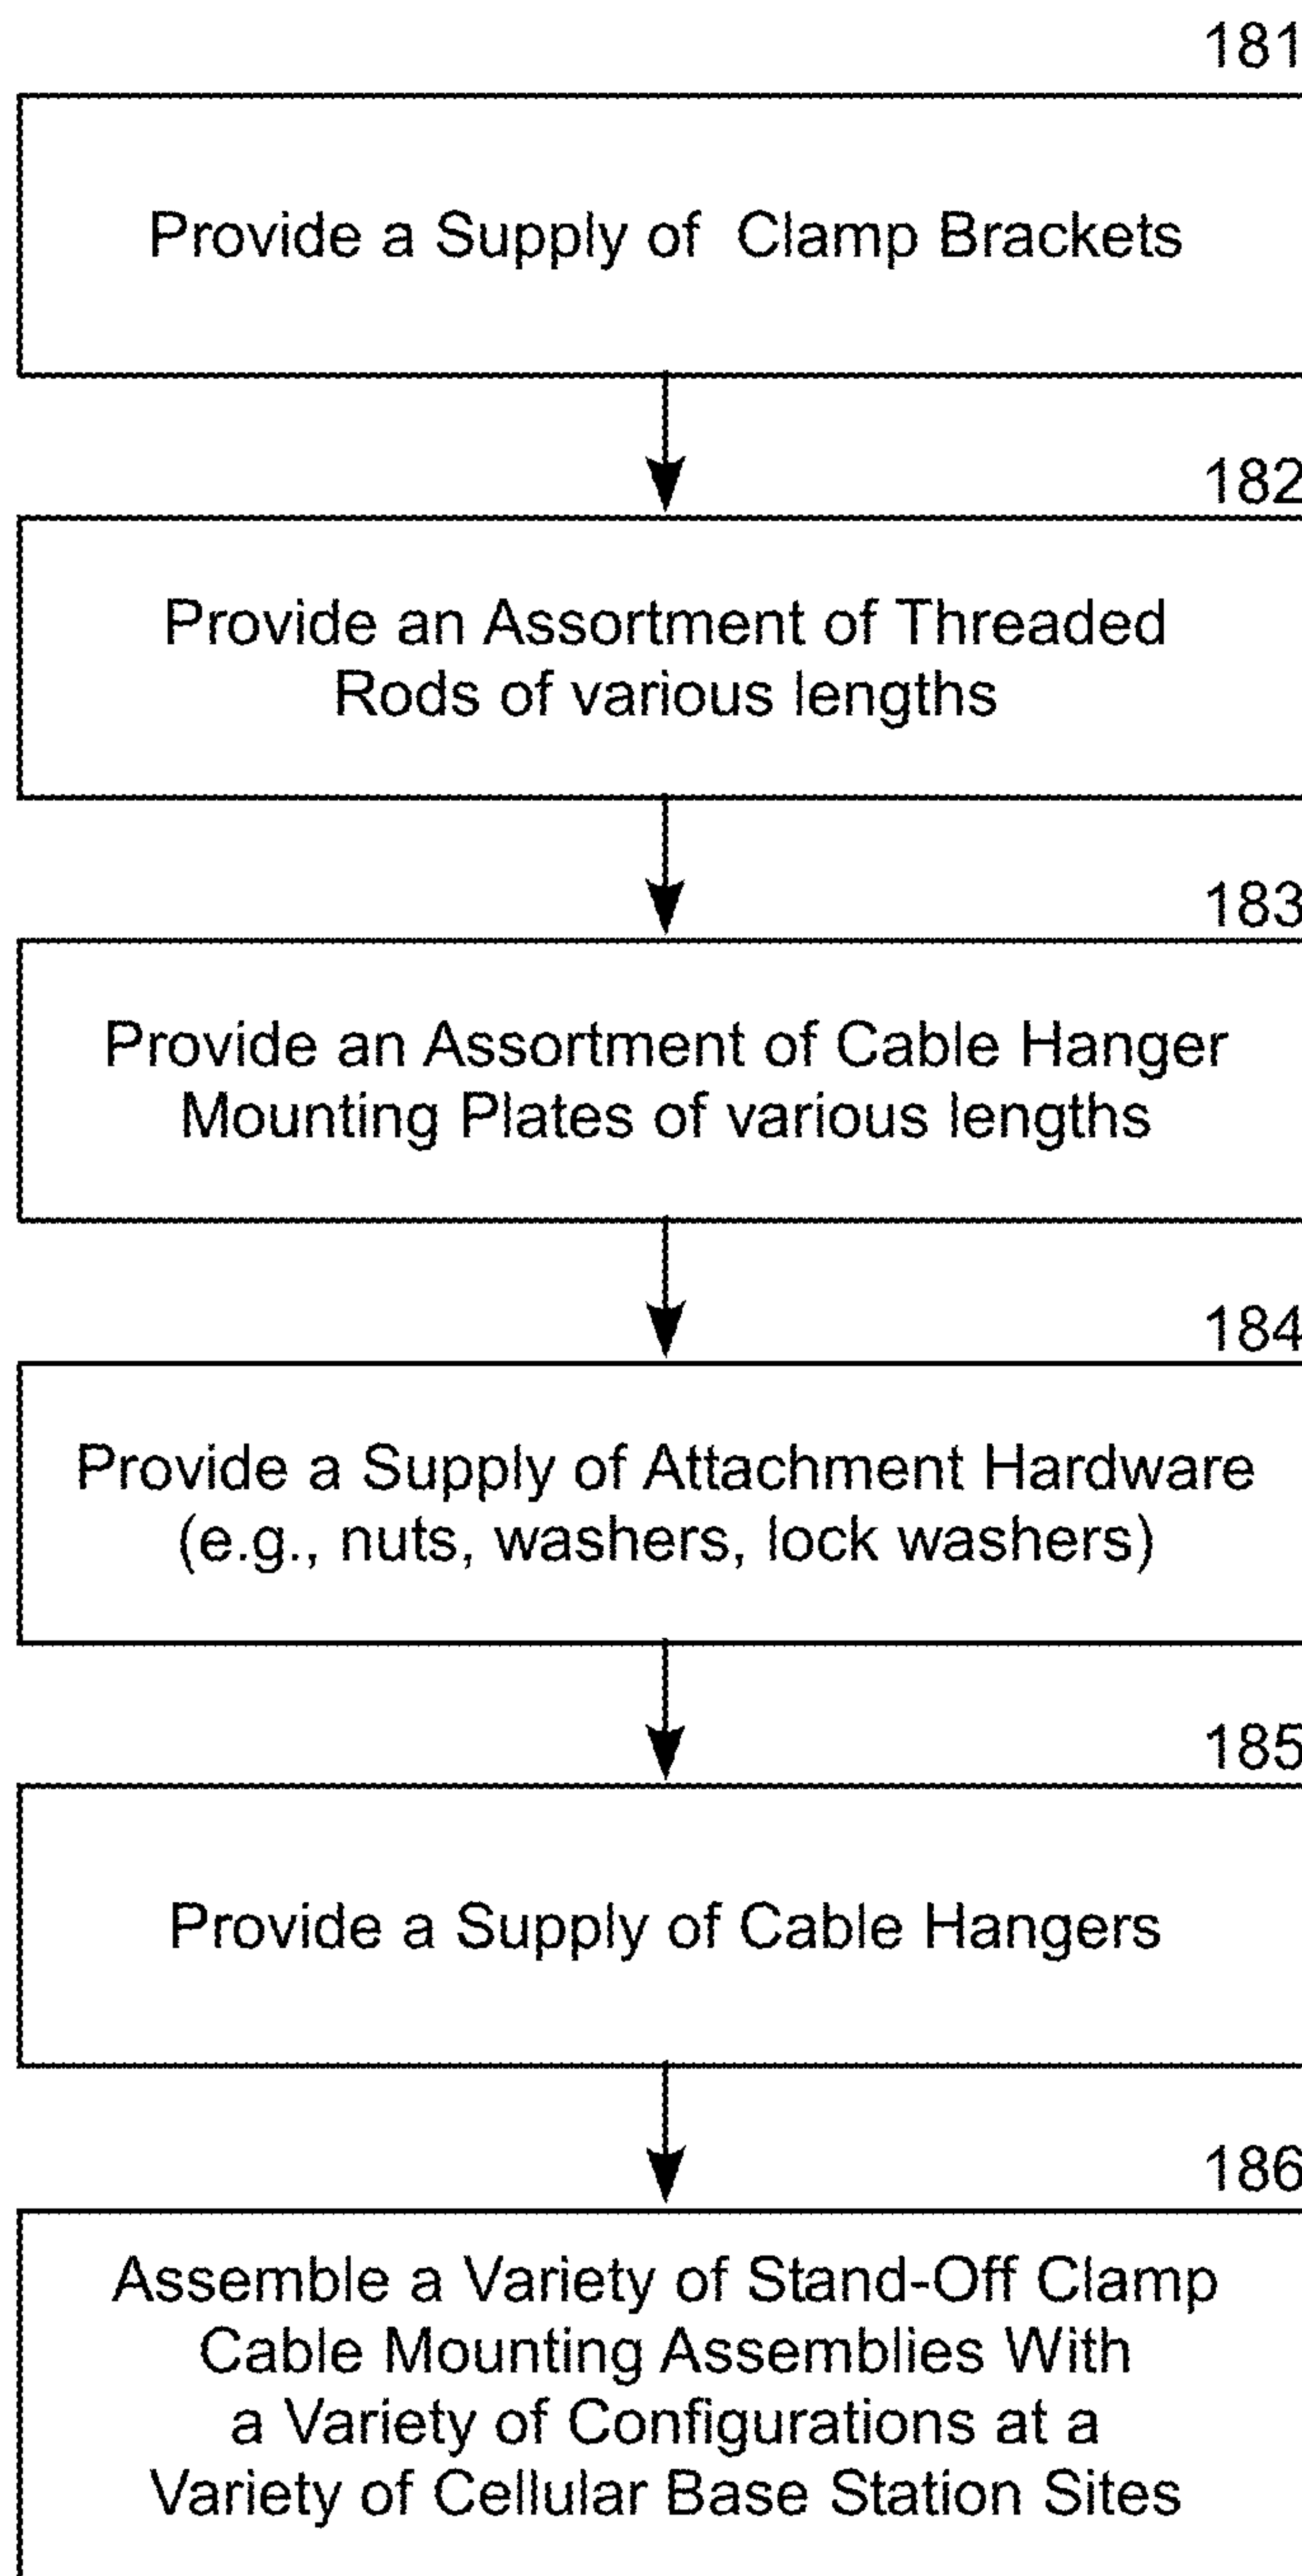 181
Provide a Supply of Clamp Brackets
182
Provide an Assortment of Threaded
Rods of various lengths
183
Provide an Assortment of Cable Hanger
Mounting Plates of various lengths
184
Provide a Supply of Attachment Hardware
(e.g., nuts, washers, lock washers)
185
Provide a Supply of Cable Hangers
186
Assemble a Variety of Stand-Off Clamp
Cable Mounting Assemblies With
a Variety of Configurations at a
Variety of Cellular Base Station Sites